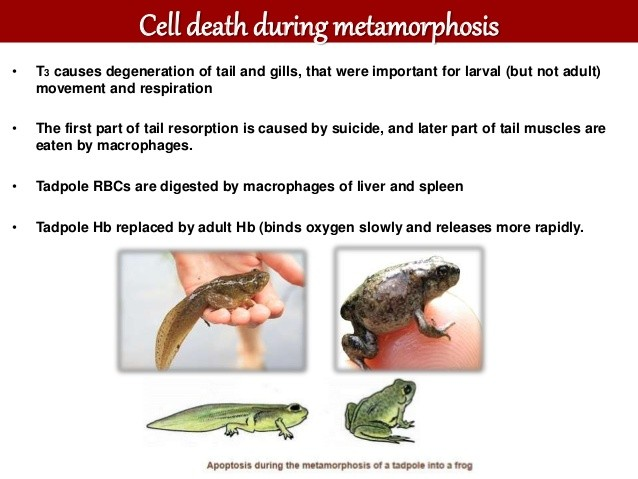 Cell death during metamorphosis
• T3 causes degeneration of tail and gills, that were important for larval (but not adult)
movement and respiration
• The first part of tail resorption is caused by suicide, and later part of tail muscles are
eaten by macrophages.
• Tadpole RBCs are digested by macrophages of liver and spleen
• Tadpole Hb replaced by adult Hb (binds oxygen slowly and releases more rapidly.
Apoptosis during the metamorphosis of a tadpole into a frog